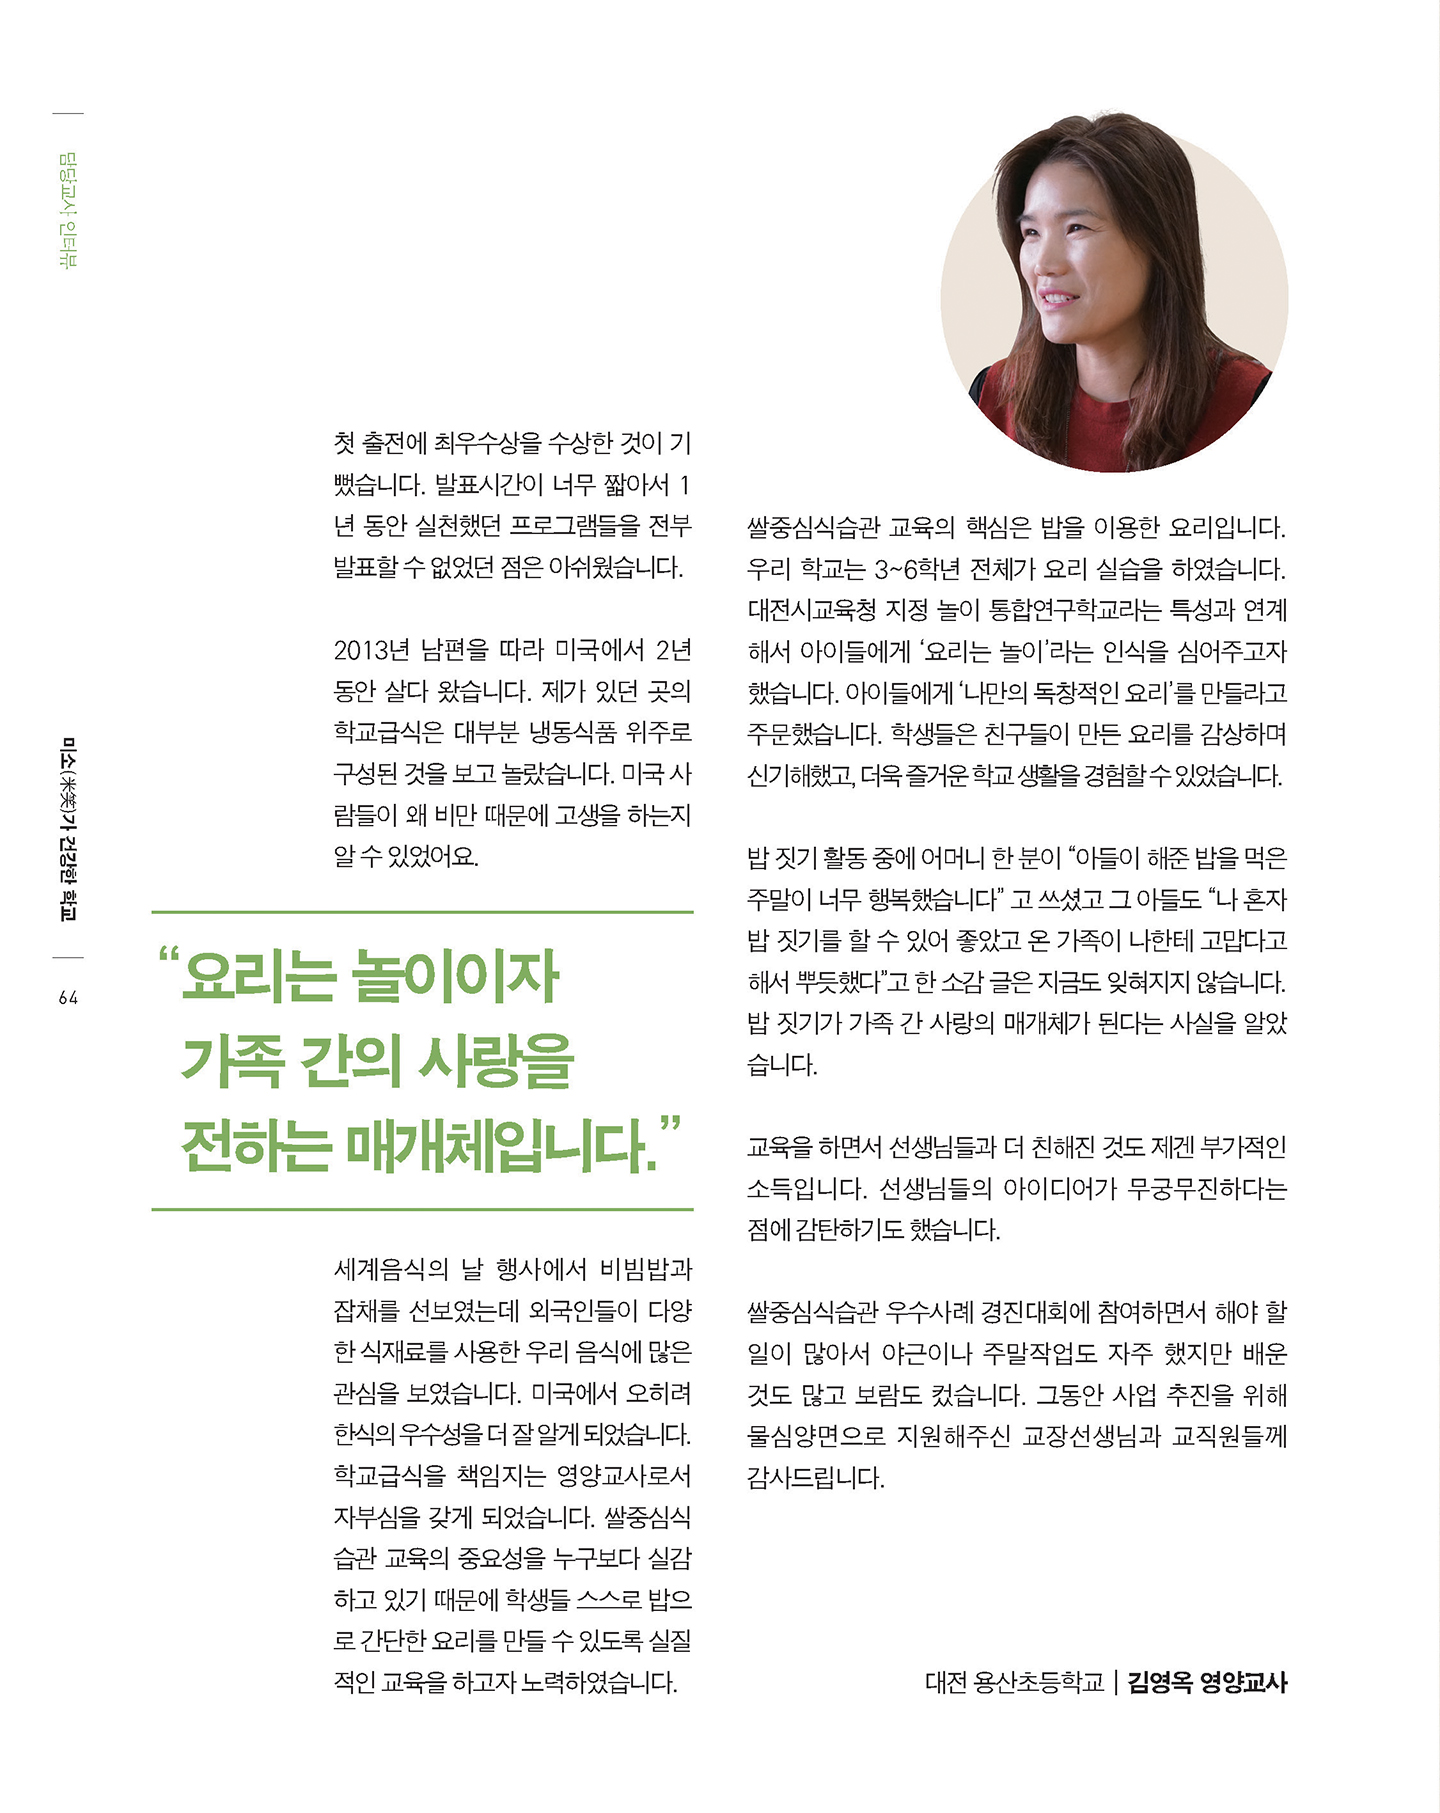 담당교사 인터뷰
미소(米笑)가 건강한 학교
64
첫 출전에 최우수상을 수상한 것이 기
뻤습니다. 발표시간이 너무 짧아서 1
년 동안 실천했던 프로그램들을 전부
발표할 수 없었던 점은 아쉬웠습니다.
2013년 남편을 따라 미국에서 2년
동안 살다 왔습니다. 제가 있던 곳의
학교급식은 대부분 냉동식품 위주로
구성된 것을 보고 놀랐습니다. 미국 사
람들이 왜 비만 때문에 고생을 하는지
알 수 있었어요.
“요리는 놀이이자
가족 간의 사랑을
전하는 매개체입니다.”
세계음식의 날 행사에서 비빔밥과
잡채를 선보였는데 외국인들이 다양
한 식재료를 사용한 우리 음식에 많은
관심을 보였습니다. 미국에서 오히려
한식의 우수성을 더 잘 알게 되었습니다.
학교급식을 책임지는 영양교사로서
자부심을 갖게 되었습니다. 쌀중심식
습관 교육의 중요성을 누구보다 실감
하고 있기 때문에 학생들 스스로 밥으
로 간단한 요리를 만들 수 있도록 실질
적인 교육을 하고자 노력하였습니다.
쌀중심식습관 교육의 핵심은 밥을 이용한 요리입니다.
우리 학교는 3~6학년 전체가 요리 실습을 하였습니다.
대전시교육청 지정 놀이 통합연구학교라는 특성과 연계
해서 아이들에게 ‘요리는 놀이’라는 인식을 심어주고자
했습니다. 아이들에게 ‘나만의 독창적인 요리’를 만들라고
주문했습니다. 학생들은 친구들이 만든 요리를 감상하며
신기해했고, 더욱 즐거운 학교 생활을 경험할 수 있었습니다.
밥 짓기 활동 중에 어머니 한 분이 “아들이 해준 밥을 먹은
주말이 너무 행복했습니다” 고 쓰셨고 그 아들도 “나 혼자
밥 짓기를 할 수 있어 좋았고 온 가족이 나한테 고맙다고
해서 뿌듯했다”고 한 소감 글은 지금도 잊혀지지 않습니다.
밥 짓기가 가족 간 사랑의 매개체가 된다는 사실을 알았
습니다.
교육을 하면서 선생님들과 더 친해진 것도 제겐 부가적인
소득입니다. 선생님들의 아이디어가 무궁무진하다는
점에 감탄하기도 했습니다.
쌀중심식습관 우수사례 경진대회에 참여하면서 해야 할
일이 많아서 야근이나 주말작업도 자주 했지만 배운
것도 많고 보람도 컸습니다. 그동안 사업 추진을 위해
물심양면으로 지원해주신 교장선생님과 교직원들께
감사드립니다.
대전 용산초등학교 | 김영옥 영양교사